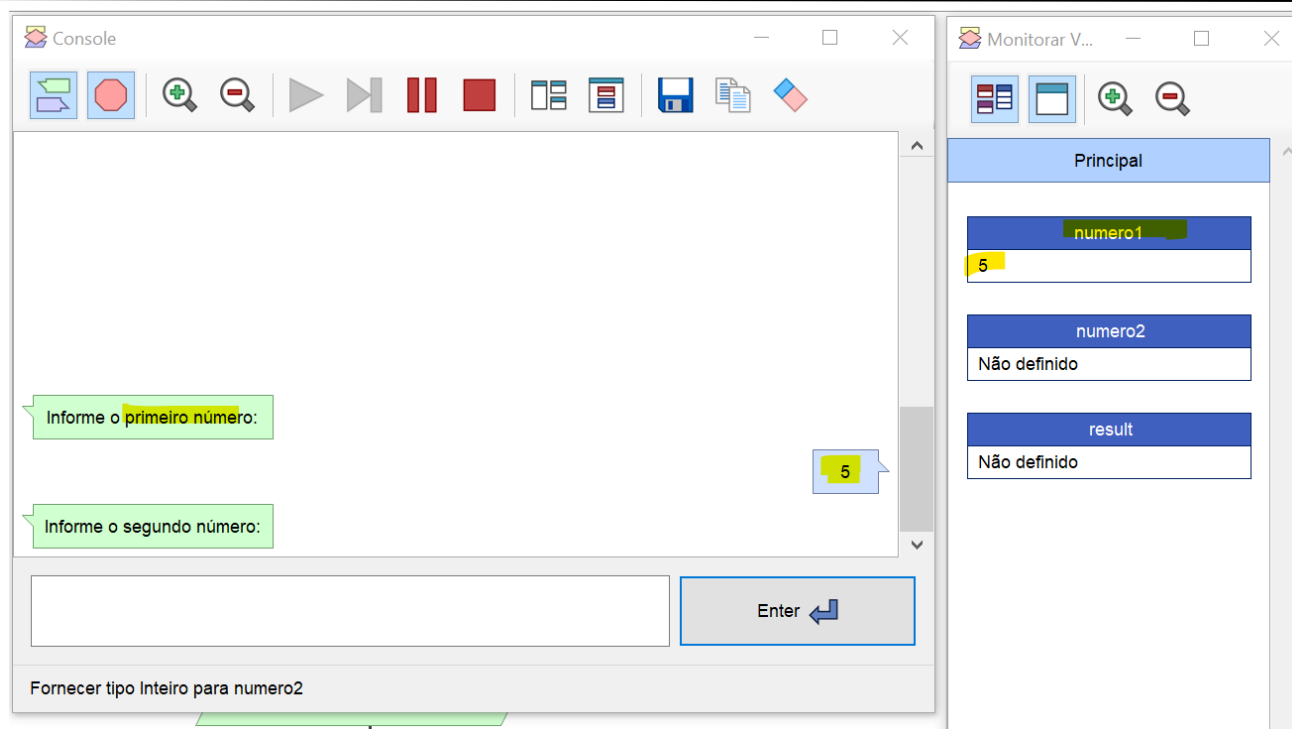 Console
Informe o primeiro número:
5
Informe o segundo número:
Enter
Fornecer tipo Inteiro para numero2
Monitorar V...
Principal
numero1
5
numero2
Não definido
result
Não definido